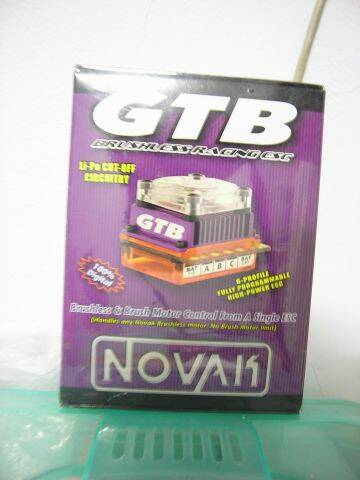 GTB
BRUSHLESS RACING ESC
Li-Po CUT-OFF
CIRCUITRY
GTB
BAT
A B C
BAT
100%
Digital
6-PROFILE
FULLY PROGRAMMABLE
HIGH-POWER ESC
Brushless & Brush Motor Control From A Single ESC
(Handles any Novak Brushless motor. No Brush motor limit)
NOVAK